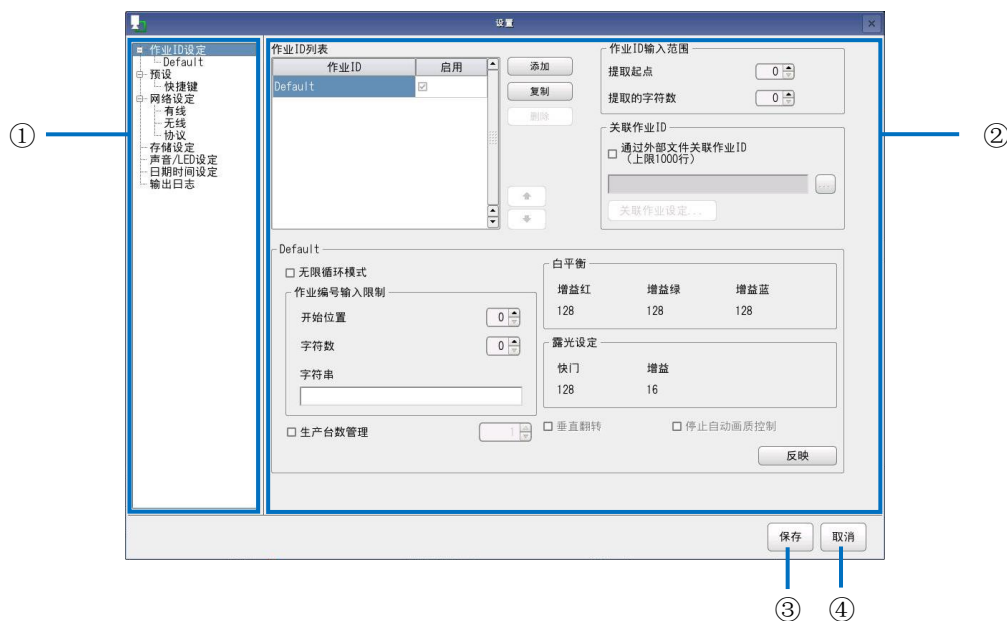 设置
作业ID设定
Default
预设
快捷键
网络设定
有线
无线
协议
存储设定
声音/LED设定
日期时间设定
输出日志
①
作业ID列表
作业ID 启用
Default
添加
复制
删除
作业ID输入范围
提取起点 0
提取的字符数 0
关联作业ID
通过外部文件关联作业ID
(上限1000行)
...
关联作业设定...
②
Default
无限循环模式
作业编号输入限制
开始位置 0
字符数 0
字符串
生产台数管理 1
白平衡
增益红 增益绿 增益蓝
128 128 128
露光设定
快门 增益
128 16
垂直翻转 停止自动画质控制
反映
保存 取消
③ ④